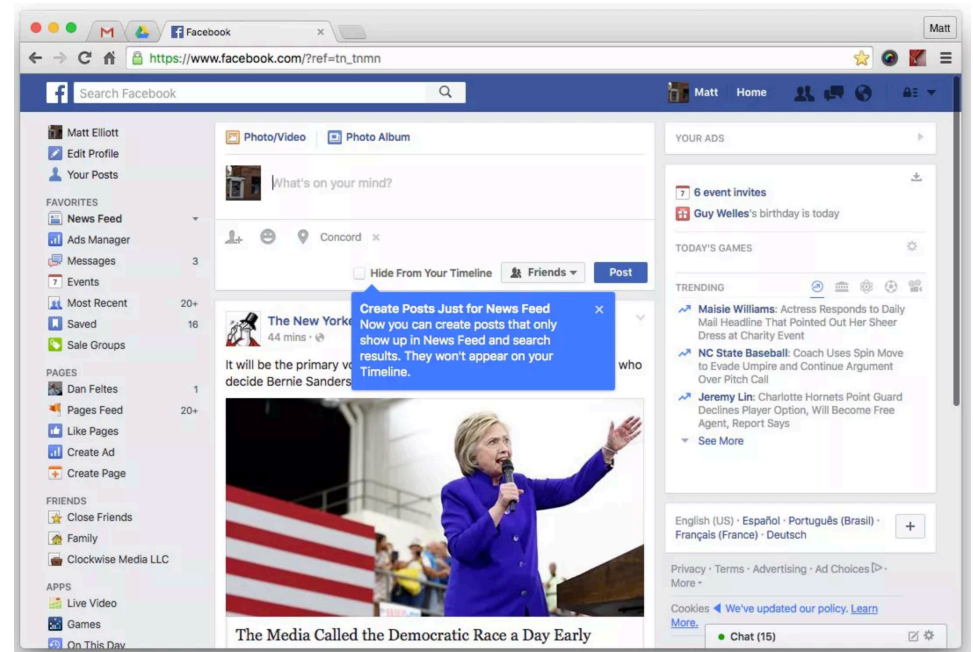 Facebook
Matt
https://www.facebook.com/?ref=tn_tnmn
Search Facebook
Matt Home
Matt Elliott
Edit Profile
Your Posts
FAVORITES
News Feed
Ads Manager
Messages 3
Events
Most Recent 20+
Saved 16
Sale Groups
PAGES
Dan Feltes 1
Pages Feed 20+
Like Pages
Create Ad
Create Page
FRIENDS
Close Friends
Family
Clockwise Media LLC
APPS
Live Video
Games
On This Day
Photo/Video Photo Album
What's on your mind?
Concord ×
Hide From Your Timeline Friends Post
Create Posts Just for News Feed
Now you can create posts that only
show up in News Feed and search
results. They won't appear on your
Timeline.
The New Yorke
44 mins ·
It will be the primary vo who
decide Bernie Sanders
The Media Called the Democratic Race a Day Early
YOUR ADS
6 event invites
Guy Welles's birthday is today
TODAY'S GAMES
TRENDING
Maisie Williams: Actress Responds to Daily
Mail Headline That Pointed Out Her Sheer
Dress at Charity Event
NC State Baseball: Coach Uses Spin Move
to Evade Umpire and Continue Argument
Over Pitch Call
Jeremy Lin: Charlotte Hornets Point Guard
Declines Player Option, Will Become Free
Agent, Report Says
See More
English (US) · Español · Português (Brasil) ·
Français (France) · Deutsch
Privacy · Terms · Advertising · Ad Choices ·
More
Cookies We've updated our policy. Learn
More.
Chat (15)